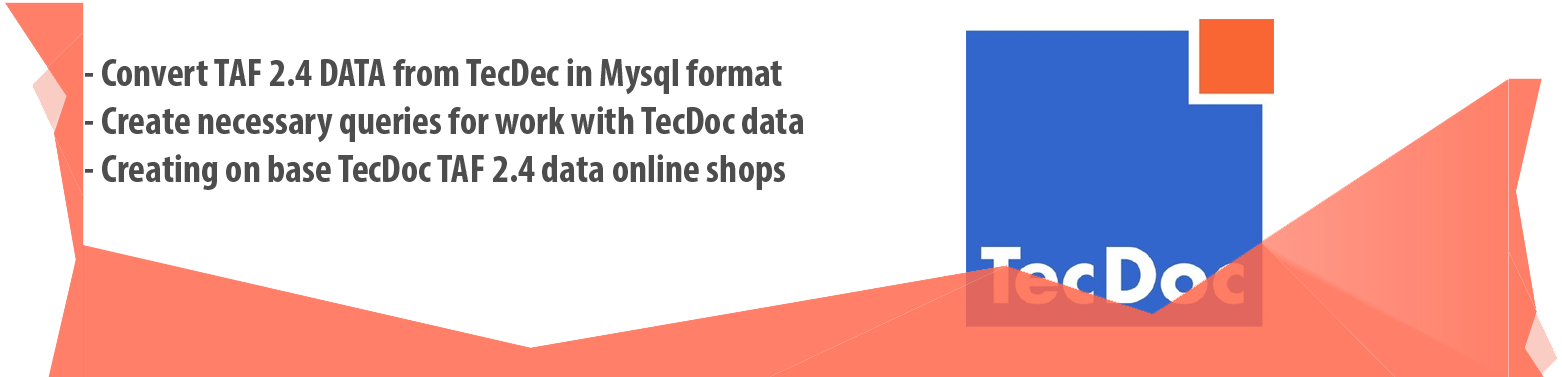 - Convert TAF 2.4 DATA from TecDec in Mysql format
- Create necessary queries for work with TecDoc data
- Creating on base TecDoc TAF 2.4 data online shops
TecDoc